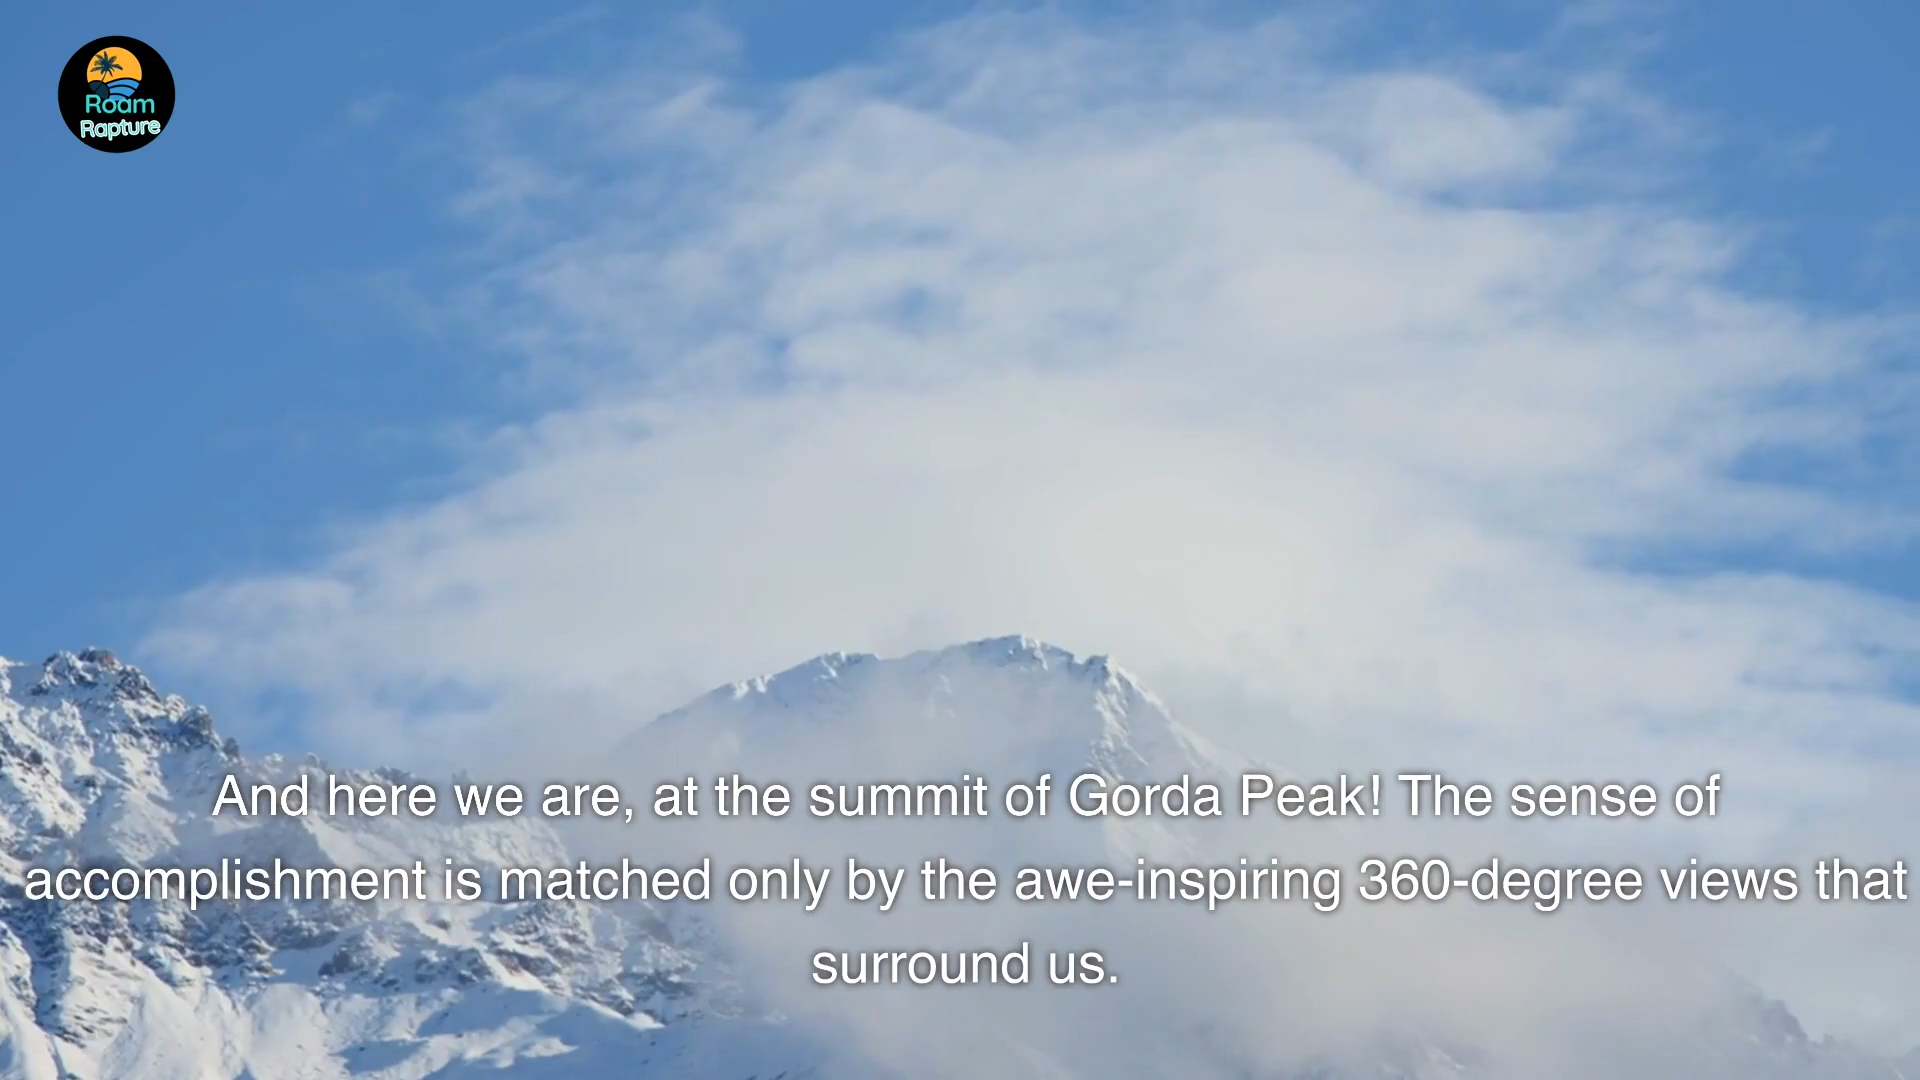 Roam
Rapture
And here we are, at the summit of Gorda Peak! The sense of
accomplishment is matched only by the awe-inspiring 360-degree views that
surround us.